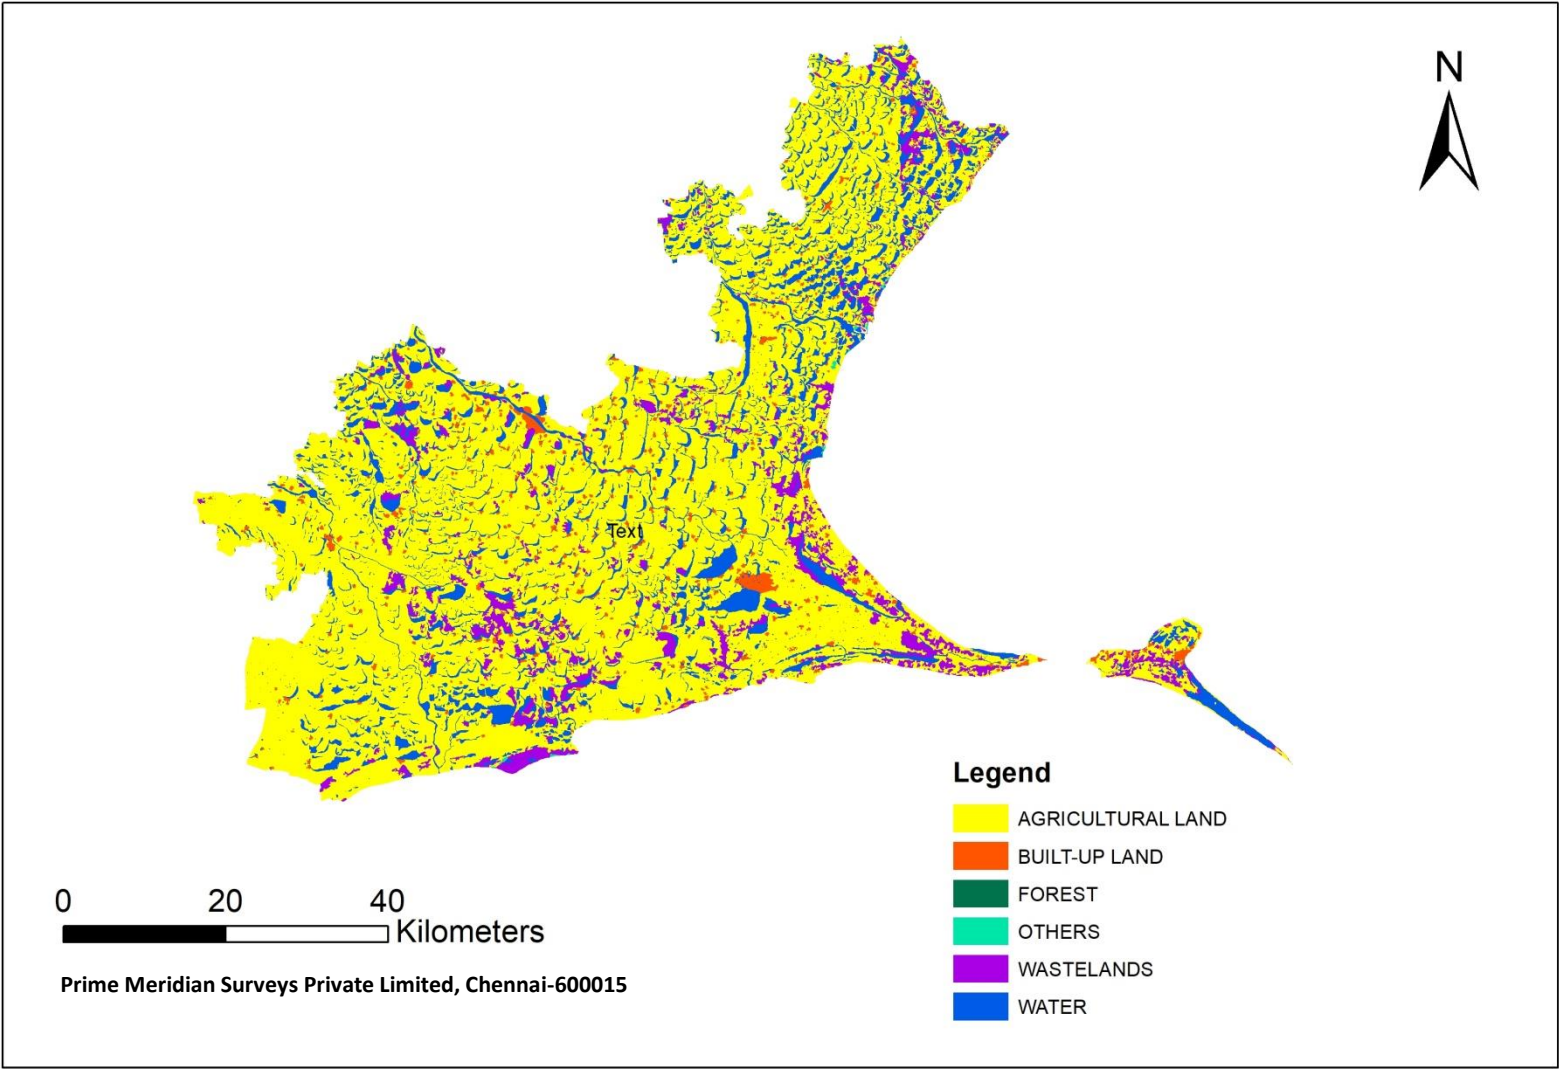 N
Text
Legend
AGRICULTURAL LAND
BUILT-UP LAND
FOREST
OTHERS
WASTELANDS
WATER
0 20 40
Kilometers
Prime Meridian Surveys Private Limited, Chennai-600015